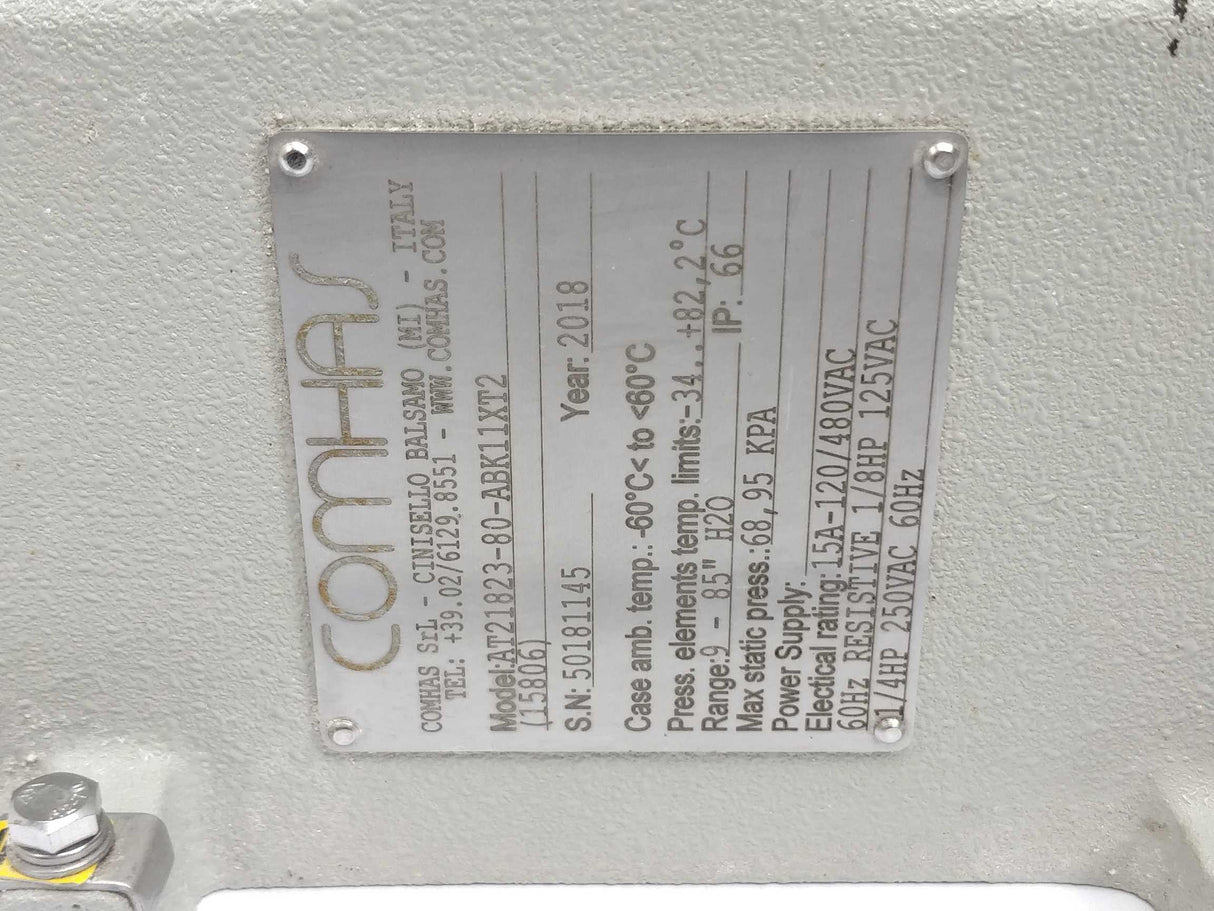 COMHAS
COMHAS SrL - CINISELLO BALSAMO (MI) - ITALY
TEL: +39.02/6129.8551 - WWW.COMHAS.COM
Model:AT21823-80-ABK11XT2
(15806)
S.N:50181145 Year:2018
Case amb. temp.: -60°C< to <60°C
Press. elements temp. limits:-34..+82,2°C
Range:9 - 85" H2O IP: 66
Max static press.:68,95 KPA
Power Supply:
Electical rating:15A-120/480VAC
60Hz RESISTIVE 1/8HP 125VAC
1/4HP 250VAC 60Hz